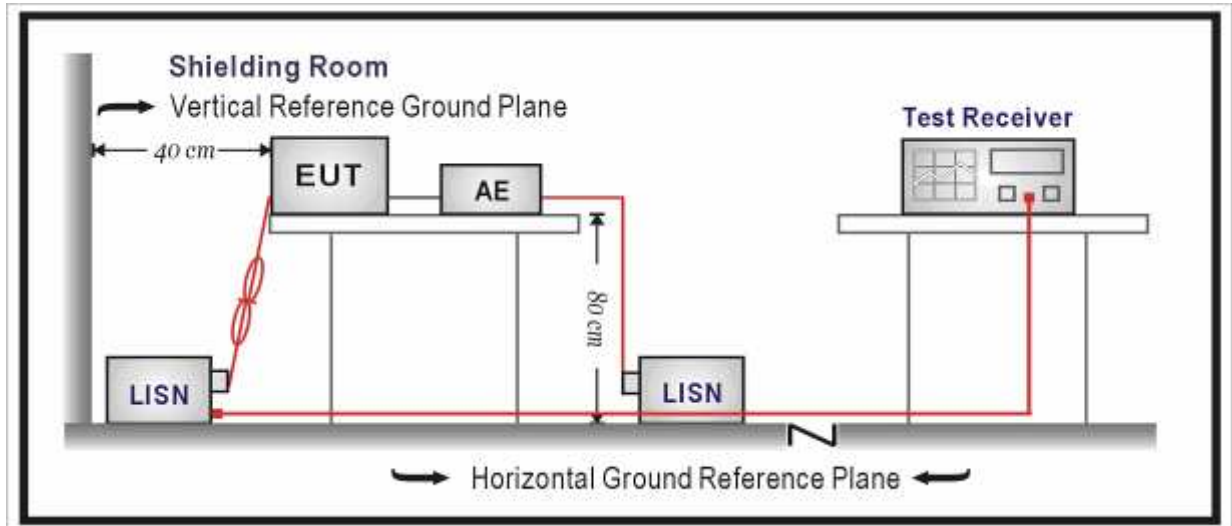 Shielding Room
Vertical Reference Ground Plane
40 cm
EUT
AE
Test Receiver
80 cm
LISN
LISN
Horizontal Ground Reference Plane